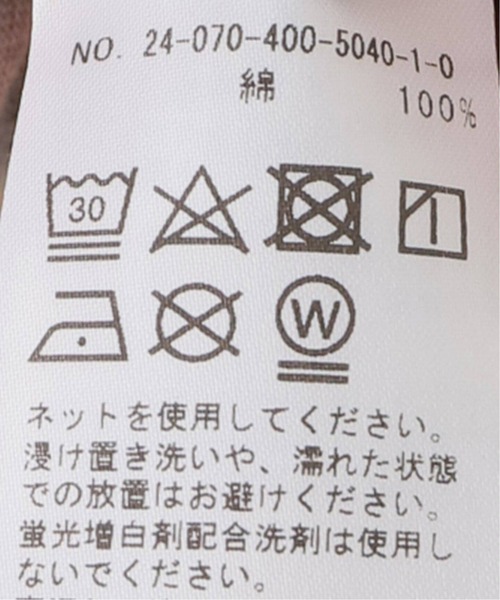 NO. 24-070-400-5040-1-0
綿 100%
30
W
ネットを使用してください。
浸け置き洗いや、濡れた状態
での放置はお避けください。
蛍光増白剤配合洗剤は使用し
ないでください。